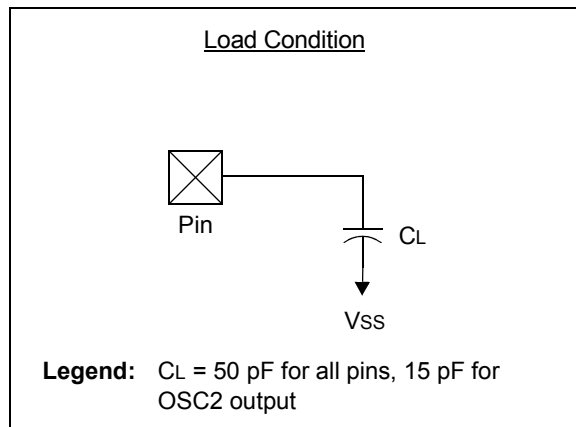 Load Condition
Pin
CL
VSS
Legend: CL = 50 pF for all pins, 15 pF for
OSC2 output